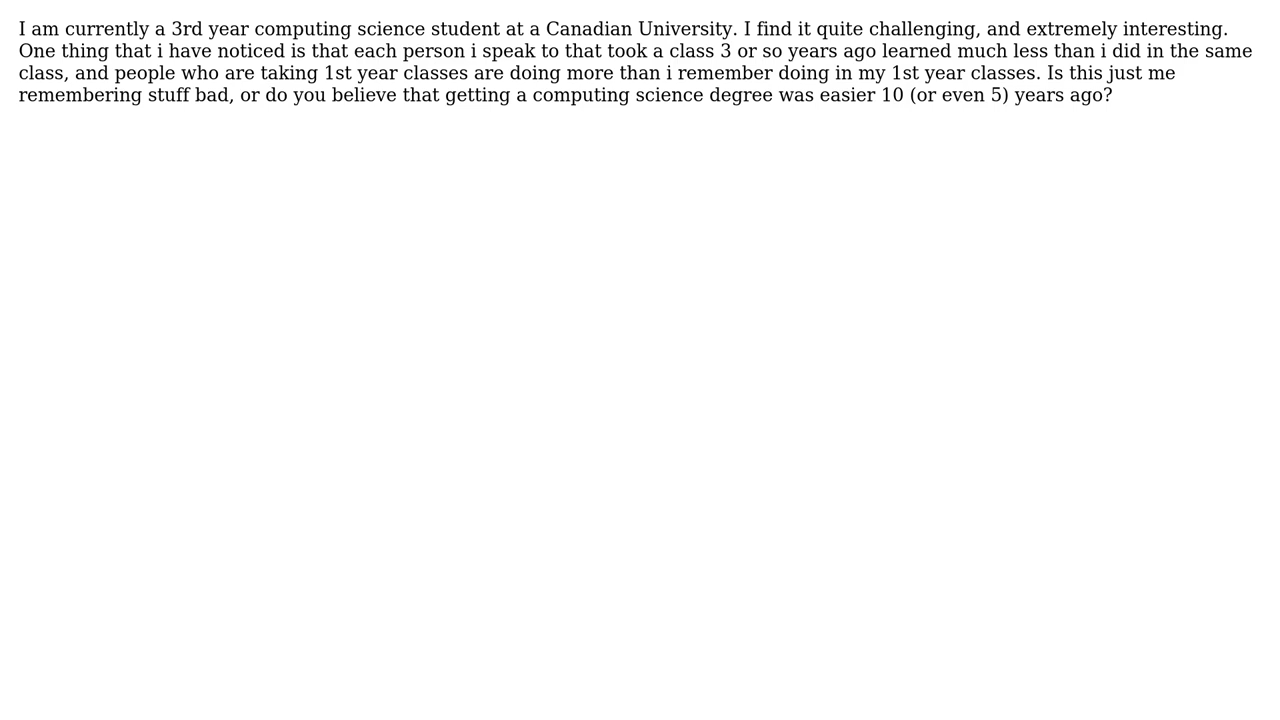 I am currently a 3rd year computing science student at a Canadian University. I find it quite challenging, and extremely interesting.
One thing that i have noticed is that each person i speak to that took a class 3 or so years ago learned much less than i did in the same
class, and people who are taking 1st year classes are doing more than i remember doing in my 1st year classes. Is this just me
remembering stuff bad, or do you believe that getting a computing science degree was easier 10 (or even 5) years ago?